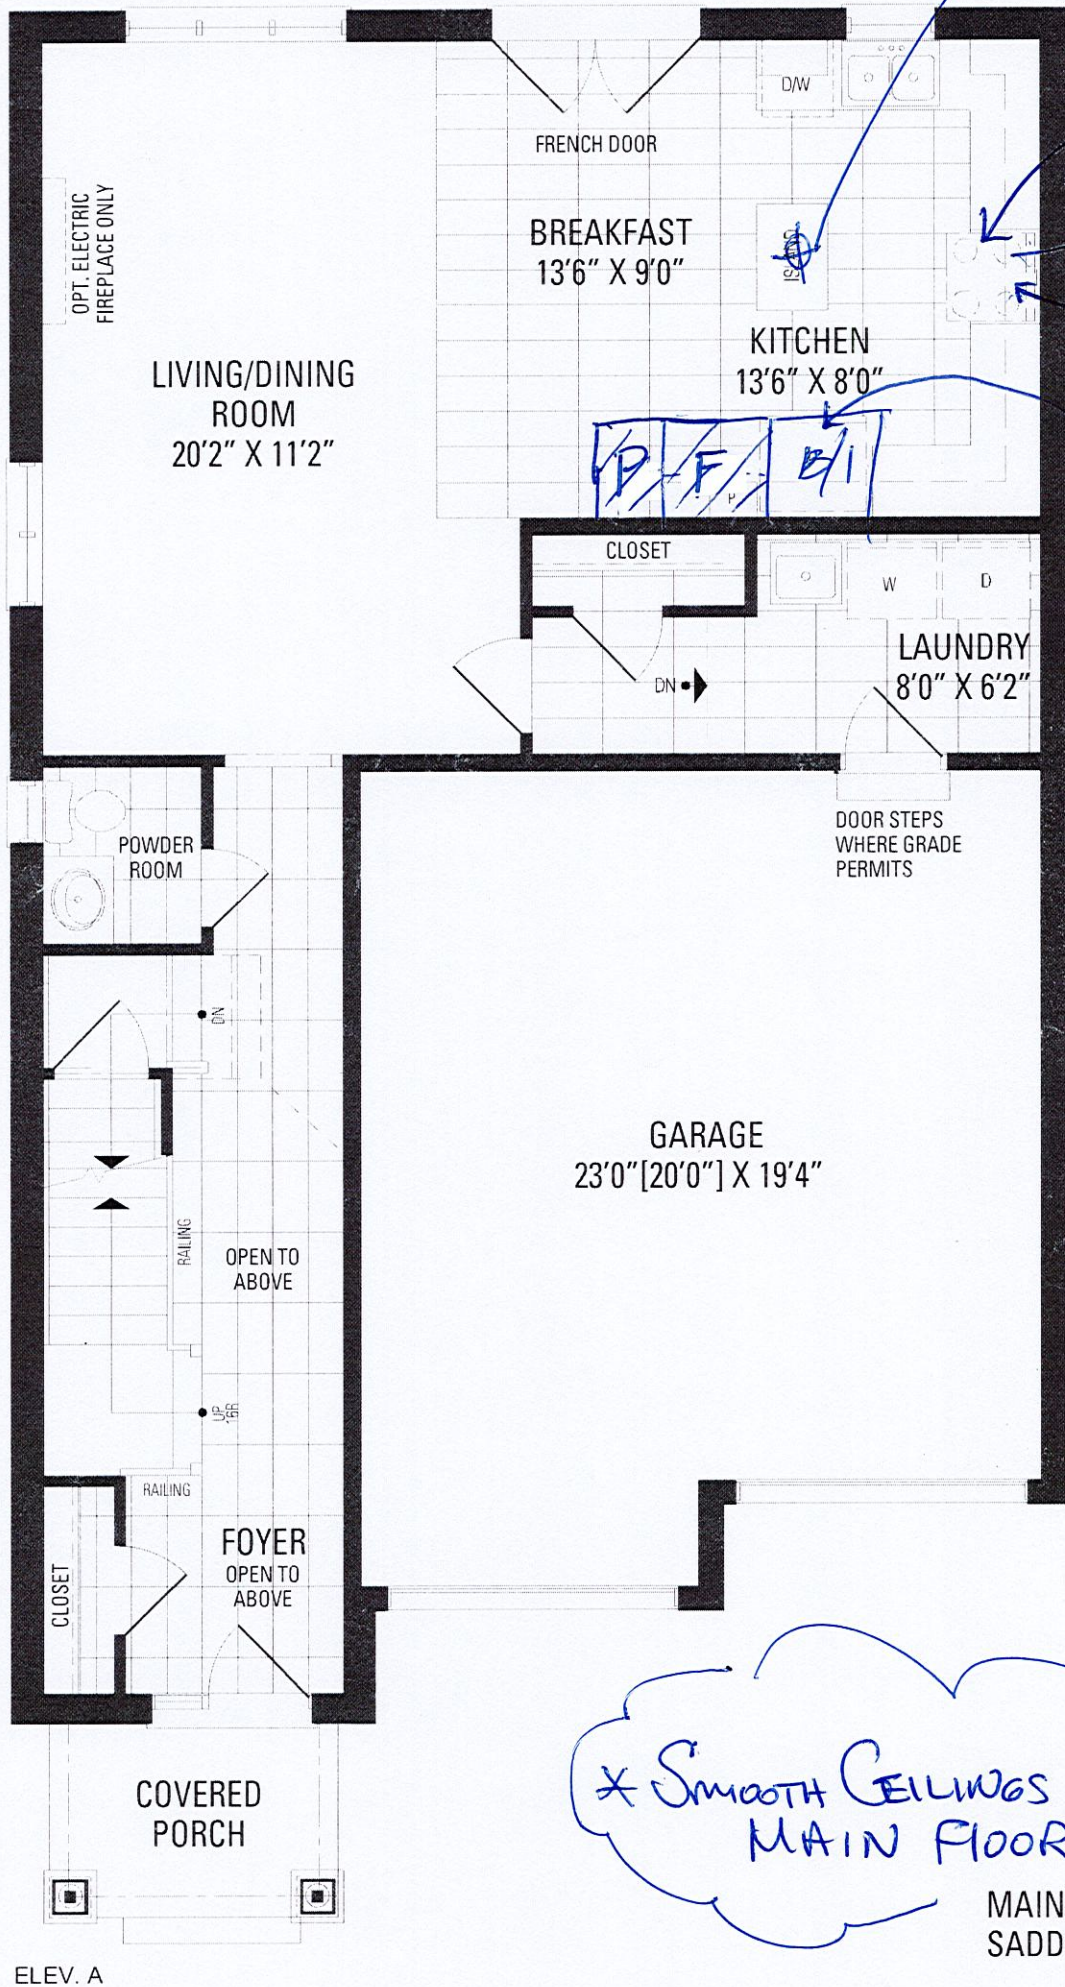 D/W
FRENCH DOOR
OPT. ELECTRIC
FIREPLACE ONLY
BREAKFAST
13'6" X 9'0"
KITCHEN
13'6" X 8'0"
LIVING/DINING
ROOM
20'2" X 11'2"
P
F
B/I
CLOSET
W
D
LAUNDRY
8'0" X 6'2"
DN
DOOR STEPS
WHERE GRADE
PERMITS
POWDER
ROOM
DN
GARAGE
23'0"[20'0"] X 19'4"
RAILING
OPEN TO
ABOVE
UP
16R
RAILING
FOYER
OPEN TO
ABOVE
CLOSET
* SMOOTH CEILINGS
MAIN FLOOR
COVERED
PORCH
MAIN
SADD
ELEV. A